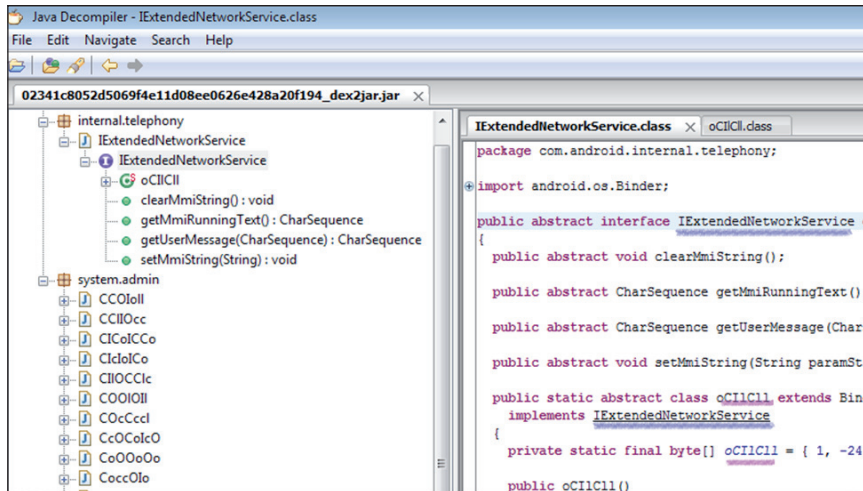 Java Decompiler - IExtendedNetworkService.class
File Edit Navigate Search Help
02341c8052d5069f4e11d08ee0626e428a20f194_dex2jar.jar
internal.telephony
IExtendedNetworkService
IExtendedNetworkService
oCIlCll
clearMmiString() : void
getMmiRunningText() : CharSequence
getUserMessage(CharSequence) : CharSequence
setMmiString(String) : void
system.admin
CCOIoIl
CCIlOcc
CICoICCo
CIcIoICo
CIlOCCIc
COOlOIl
COcCccl
CcOCoIcO
CoOOoOo
CoccOIo
IExtendedNetworkService.class
oCIlCll.class
package com.android.internal.telephony;
import android.os.Binder;
public abstract interface IExtendedNetworkService
{
public abstract void clearMmiString();
public abstract CharSequence getMmiRunningText()
public abstract CharSequence getUserMessage(Char
public abstract void setMmiString(String paramSt
public static abstract class oCIlCll extends Bin
implements IExtendedNetworkService
{
private static final byte[] oCIlCll = { 1, -24
public oCIlCll()